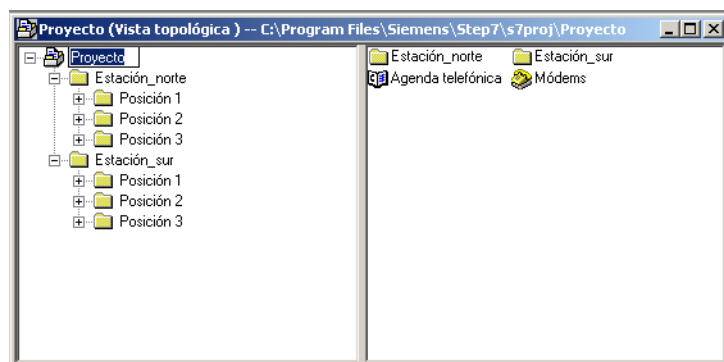 Proyecto (Vista topológica ) -- C:\Program Files\Siemens\Step7\s7proj\Proyecto
Proyecto
Estación_norte
Posición 1
Posición 2
Posición 3
Estación_sur
Posición 1
Posición 2
Posición 3
Estación_norte Estación_sur
Agenda telefónica Módems